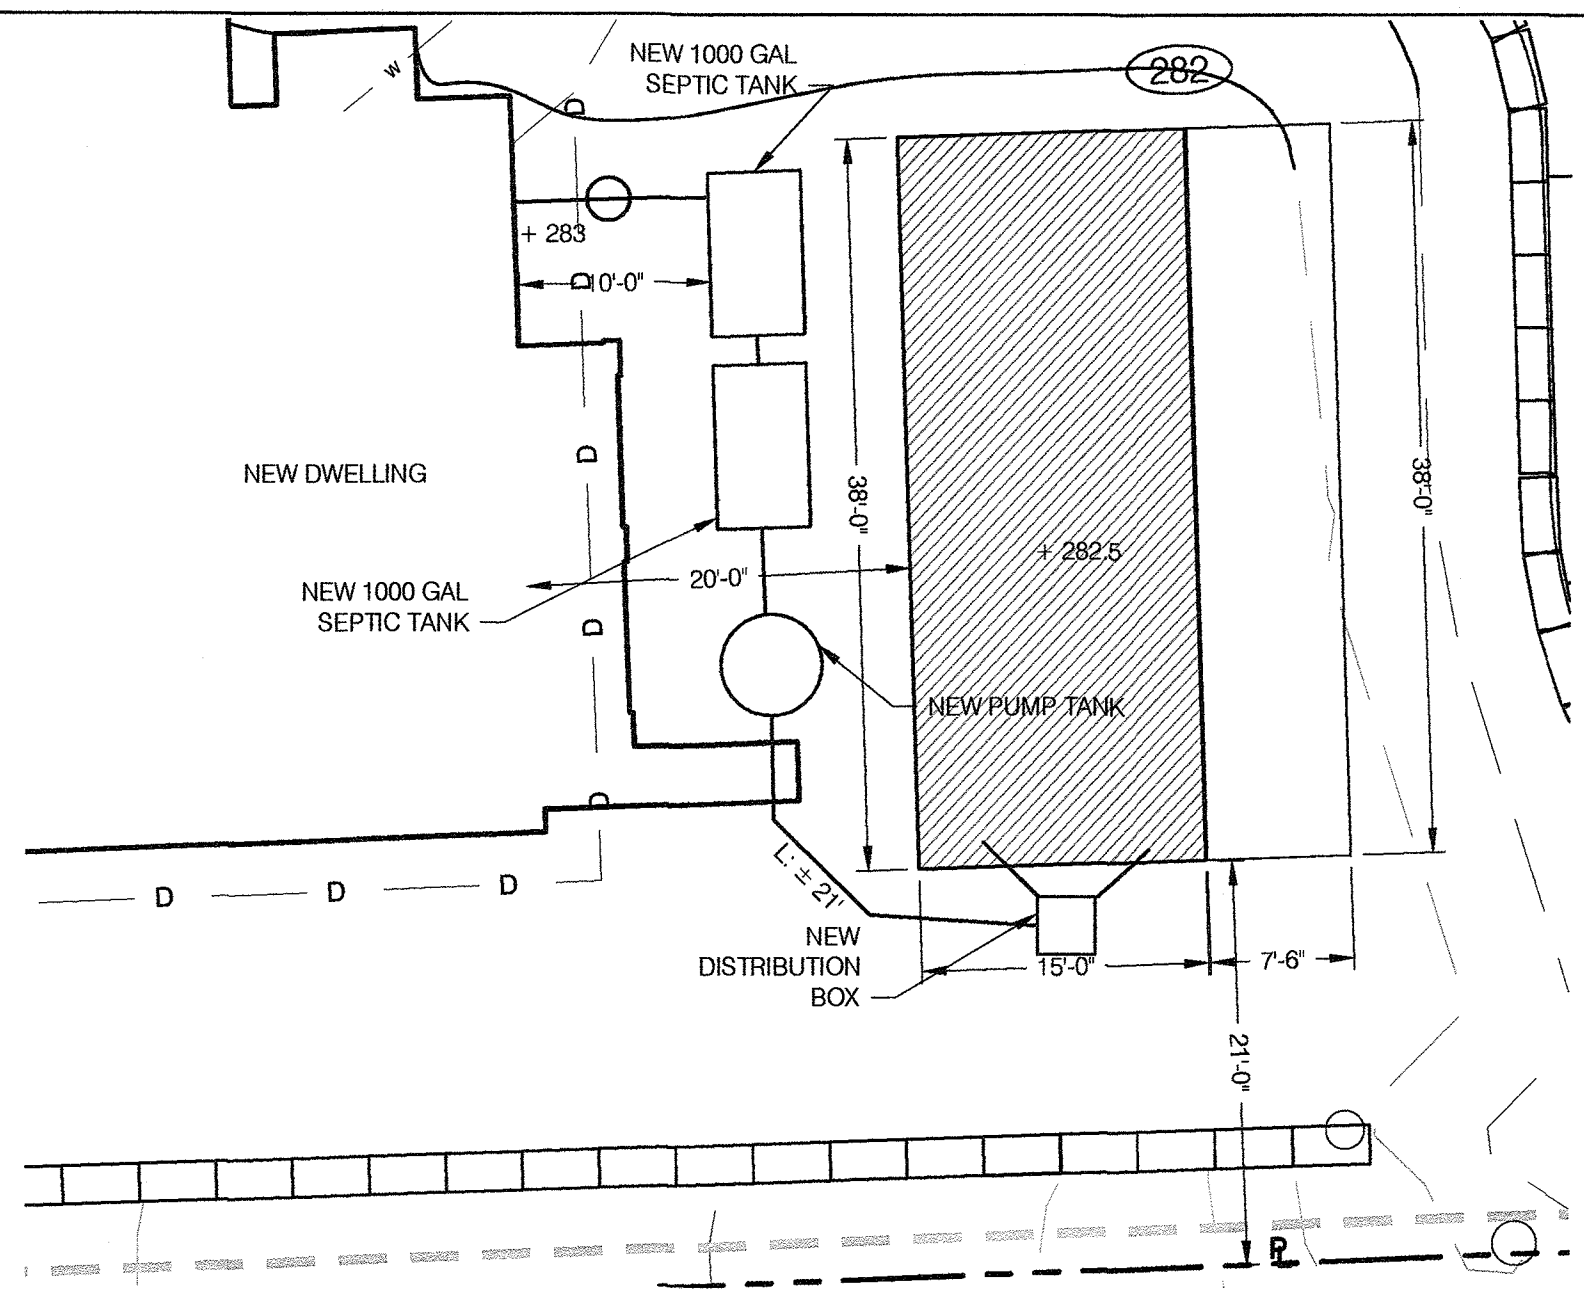 NEW 1000 GAL
SEPTIC TANK
282
W
D
+ 283
D
10'-0"
D
NEW DWELLING
38'-0"
38'-0"
+ 282.5
20'-0"
NEW 1000 GAL
SEPTIC TANK
D
NEW PUMP TANK
D
L: ± 21'
D
D
D
NEW
DISTRIBUTION
BOX
15'-0"
7'-6"
21'-0"
PL